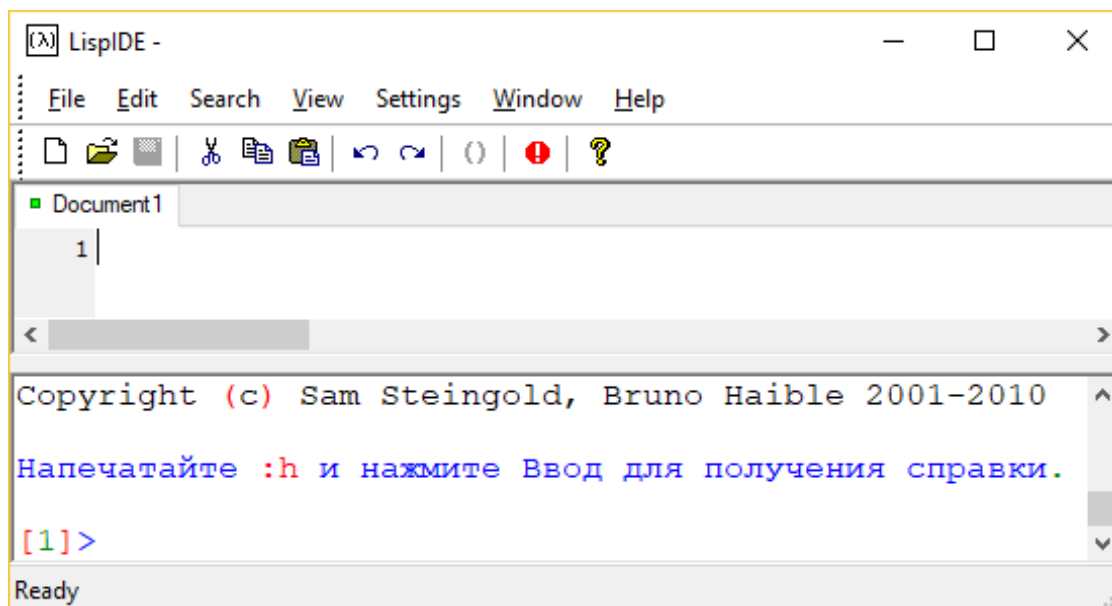 (λ) LispIDE -
File Edit Search View Settings Window Help
()
Document1
1
Copyright (c) Sam Steingold, Bruno Haible 2001-2010
Напечатайте :h и нажмите Ввод для получения справки.
[1]>
Ready